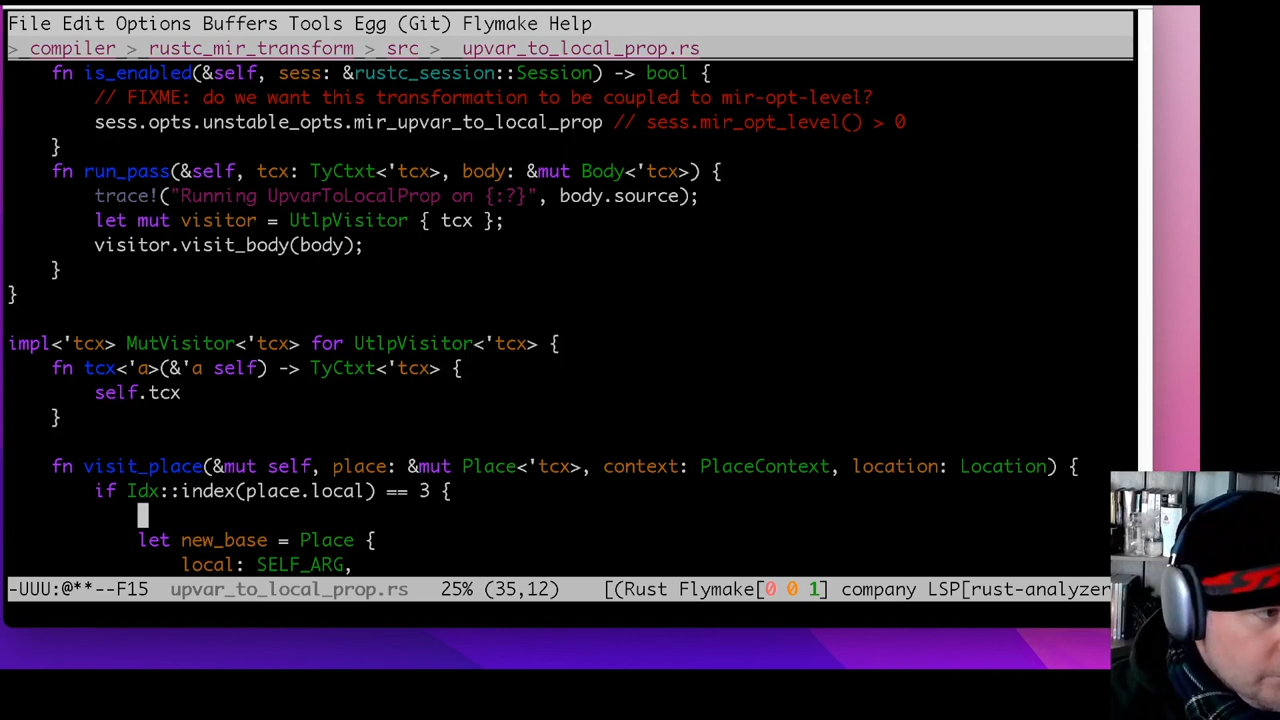 File Edit Options Buffers Tools Egg (Git) Flymake Help
> compiler > rustc_mir_transform > src > upvar_to_local_prop.rs
fn is_enabled(&self, sess: &rustc_session::Session) -> bool {
// FIXME: do we want this transformation to be coupled to mir-opt-level?
sess.opts.unstable_opts.mir_upvar_to_local_prop // sess.mir_opt_level() > 0
}
fn run_pass(&self, tcx: TyCtxt<'tcx>, body: &mut Body<'tcx>) {
trace!("Running UpvarToLocalProp on {:?}", body.source);
let mut visitor = UtlpVisitor { tcx };
visitor.visit_body(body);
}
}
impl<'tcx> MutVisitor<'tcx> for UtlpVisitor<'tcx> {
fn tcx<'a>(&'a self) -> TyCtxt<'tcx> {
self.tcx
}
fn visit_place(&mut self, place: &mut Place<'tcx>, context: PlaceContext, location: Location) {
if Idx::index(place.local) == 3 {
let new_base = Place {
local: SELF_ARG,
-UUU:@**--F15 upvar_to_local_prop.rs 25% (35,12) [(Rust Flymake[0 0 1] company LSP[rust-analyzer